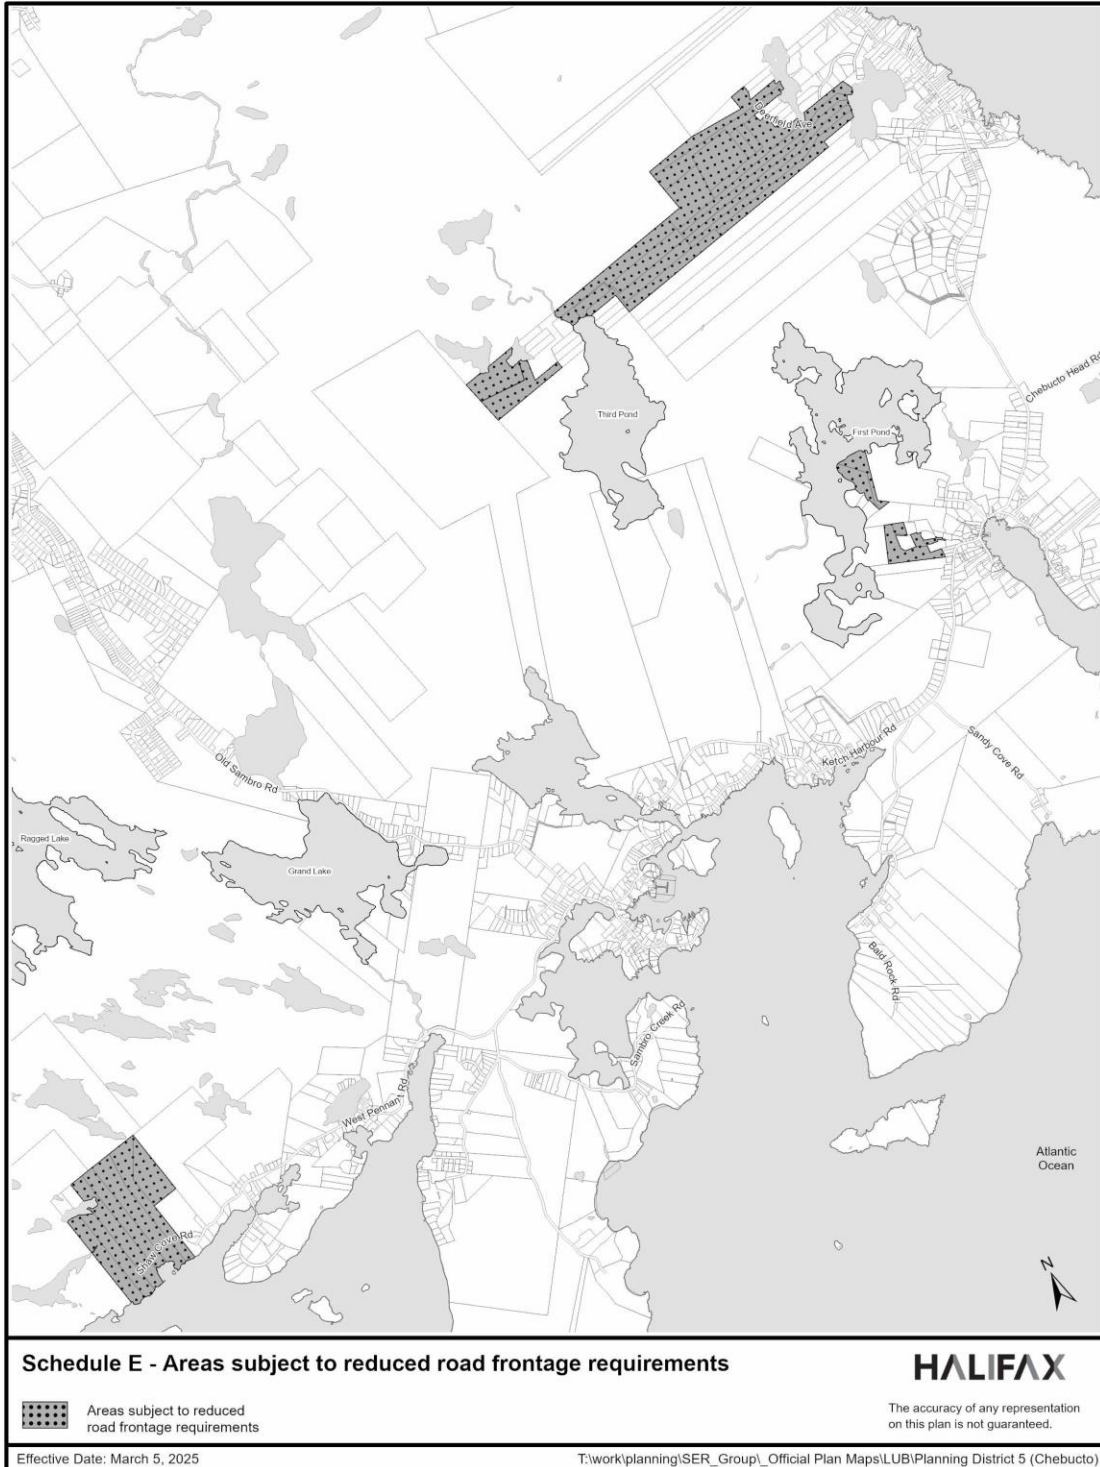 Deerfield Ave
Chebucto Head Rd
Third Pond
First Pond
Sandy Cove Rd
Ketch Harbour Rd
Old Sambro Rd
Ragged Lake
Grand Lake
Bald Rock Rd
Sambro Creek Rd
West Pennant Rd
Atlantic
Ocean
Shaw Cove Rd
N
Schedule E - Areas subject to reduced road frontage requirements
HALIFAX
Areas subject to reduced
road frontage requirements
The accuracy of any representation
on this plan is not guaranteed.
Effective Date: March 5, 2025
T:\work\planning\SER_Group\_Official Plan Maps\LUB\Planning District 5 (Chebucto)